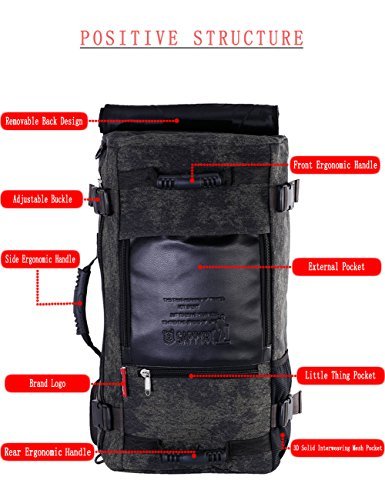 POSITIVE STRUCTURE
Removable Back Design
Front Ergonomic Handle
Adjustable Buckle
Side Ergonomic Handle
External Pocket
Brand Logo
Little Thing Pocket
Rear Ergonomic Handle
3D Solid Interweaving Mesh Pocket